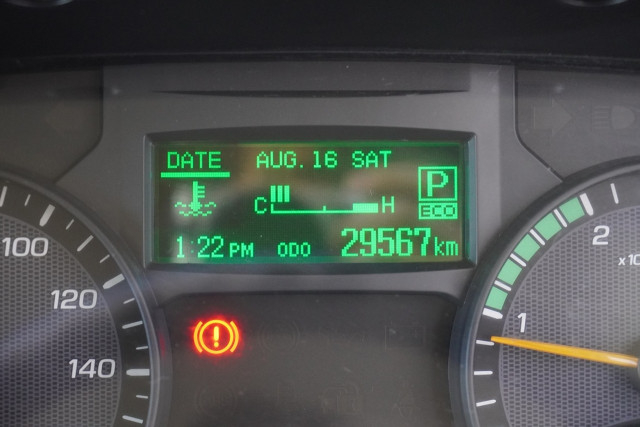 DATE AUG. 16 SAT
P
ECO
C H
1:22 PM ODO 29567 km
100
120
140
2
1
!